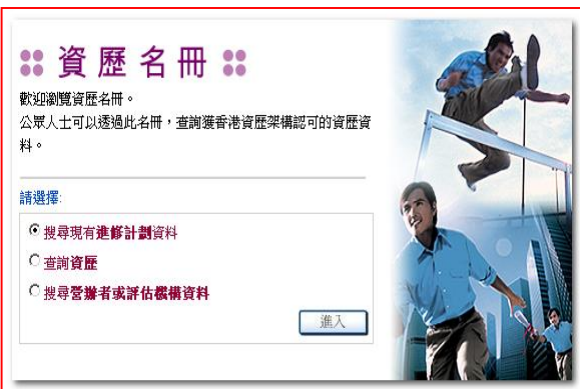 資歷名冊
歡迎瀏覽資歷名冊。
公眾人士可以透過此名冊，查詢獲香港資歷架構認可的資歷資
料。
請選擇:
搜尋現有進修計劃資料
查詢資歷
搜尋營辦者或評估機構資料
進入